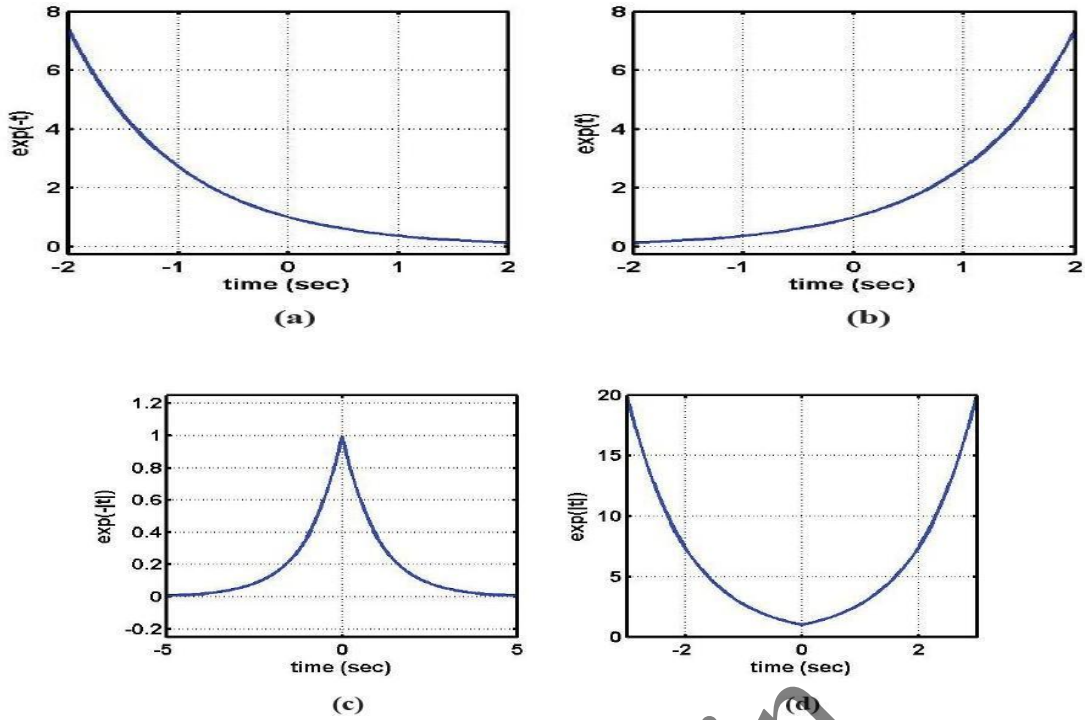 8
6
4
2
0
exp(-t)
-2 -1 0 1 2
time (sec)
(a)
8
6
4
2
0
exp(t)
-2 -1 0 1 2
time (sec)
(b)
1.2
1
0.8
0.6
0.4
0.2
0
-0.2
exp(-|t|)
-5 0 5
time (sec)
(c)
20
15
10
5
0
exp(|t|)
-2 0 2
time (sec)
(d)